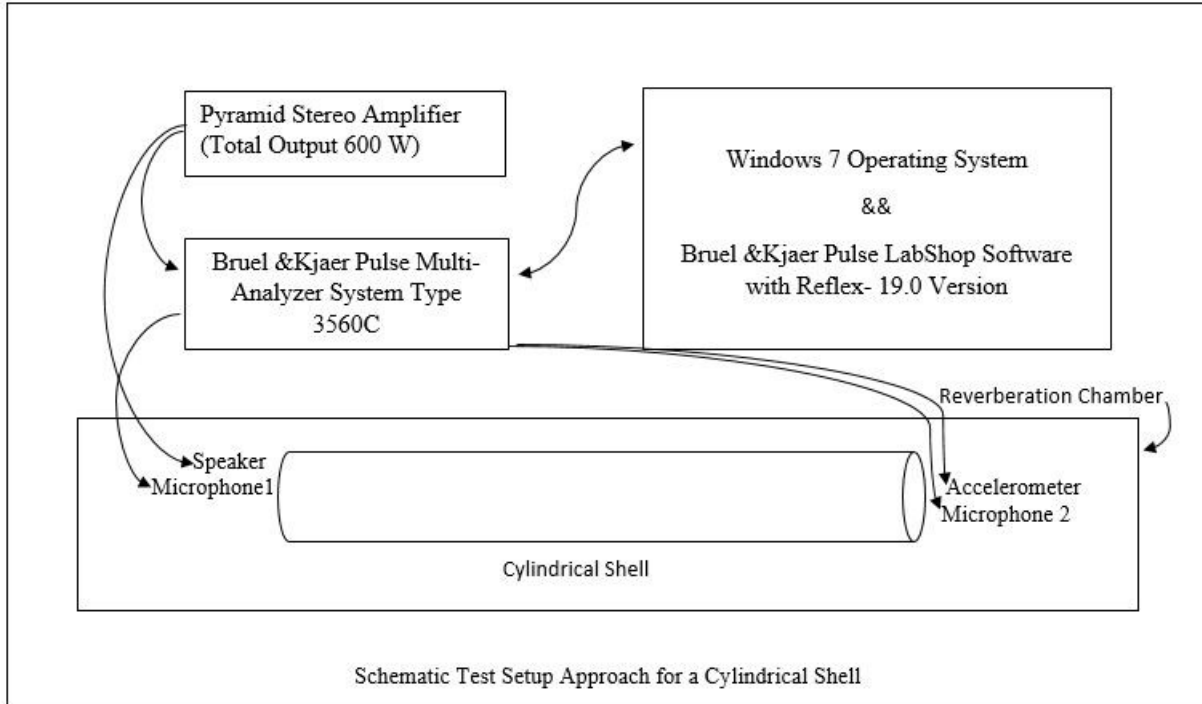 Pyramid Stereo Amplifier
(Total Output 600 W)
Windows 7 Operating System
&&
Bruel &Kjaer Pulse LabShop Software
with Reflex- 19.0 Version
Bruel &Kjaer Pulse Multi-
Analyzer System Type
3560C
Reverberation Chamber
Speaker
Microphone1
Accelerometer
Microphone 2
Cylindrical Shell
Schematic Test Setup Approach for a Cylindrical Shell